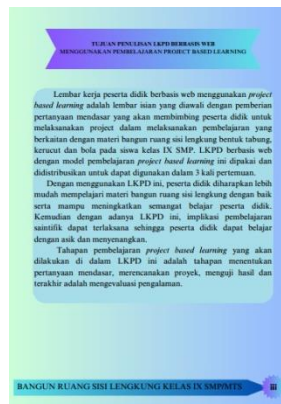 TUJUAN PENULISAN LKPD BERBASIS WEB
MENGGUNAKAN PEMBELAJARAN PROJECT BASED LEARNING
Lembar kerja peserta didik berbasis web menggunakan project
based learning adalah lembar isian yang diawali dengan pemberian
pertanyaan mendasar yang akan membimbing peserta didik untuk
melaksanakan project dalam melaksanakan pembelajaran yang
berkaitan dengan materi bangun ruang sisi lengkung bentuk tabung,
kerucut dan bola pada siswa kelas IX SMP. LKPD berbasis web
dengan model pembelajaran project based learning ini dipakai dan
didistribusikan untuk dapat digunakan dalam 3 kali pertemuan.
Dengan menggunakan LKPD ini, peserta didik diharapkan lebih
mudah mempelajari materi bangun ruang sisi lengkung dengan baik
serta mampu meningkatkan semangat belajar peserta didik.
Kemudian dengan adanya LKPD ini, implikasi pembelajaran
saintifik dapat terlaksana sehingga peserta didik dapat belajar
dengan asik dan menyenangkan.
Tahapan pembelajaran project based learning yang akan
dilakukan di dalam LKPD ini adalah tahapan menentukan
pertanyaan mendasar, merencanakan proyek, menguji hasil dan
terakhir adalah mengevaluasi pengalaman.
BANGUN RUANG SISI LENGKUNG KELAS IX SMP/MTS
iii